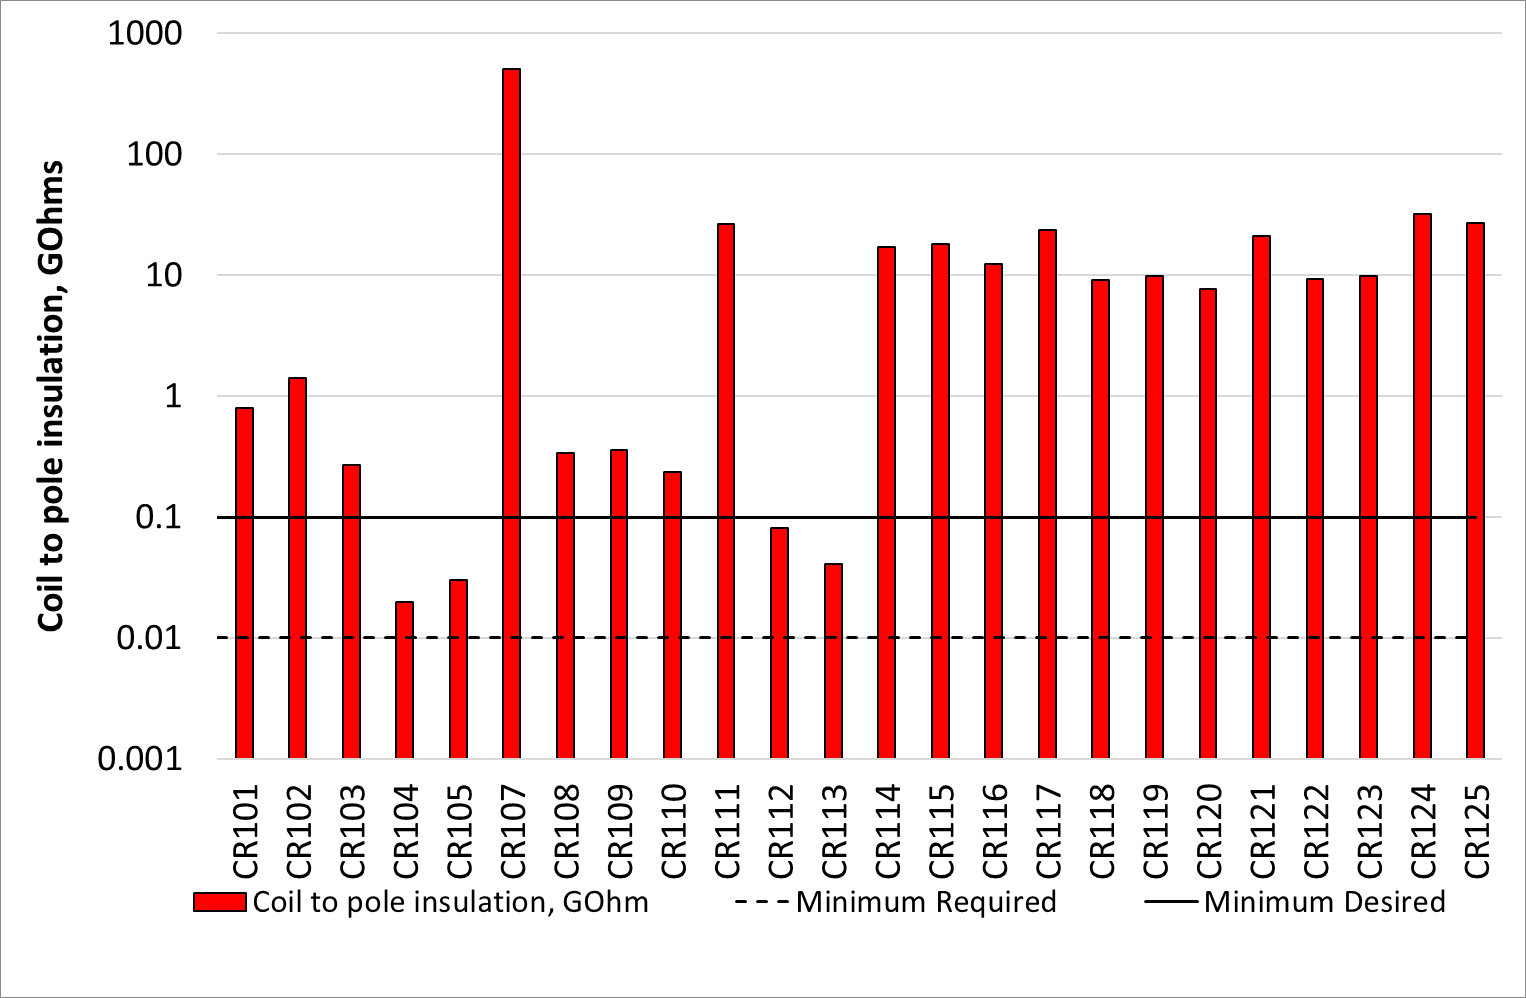 Coil to pole insulation, GOhms
1000
100
10
1
0.1
0.01
0.001
CR101
CR102
CR103
CR104
CR105
CR107
CR108
CR109
CR110
CR111
CR112
CR113
CR114
CR115
CR116
CR117
CR118
CR119
CR120
CR121
CR122
CR123
CR124
CR125
Coil to pole insulation, GOhm
Minimum Required
Minimum Desired